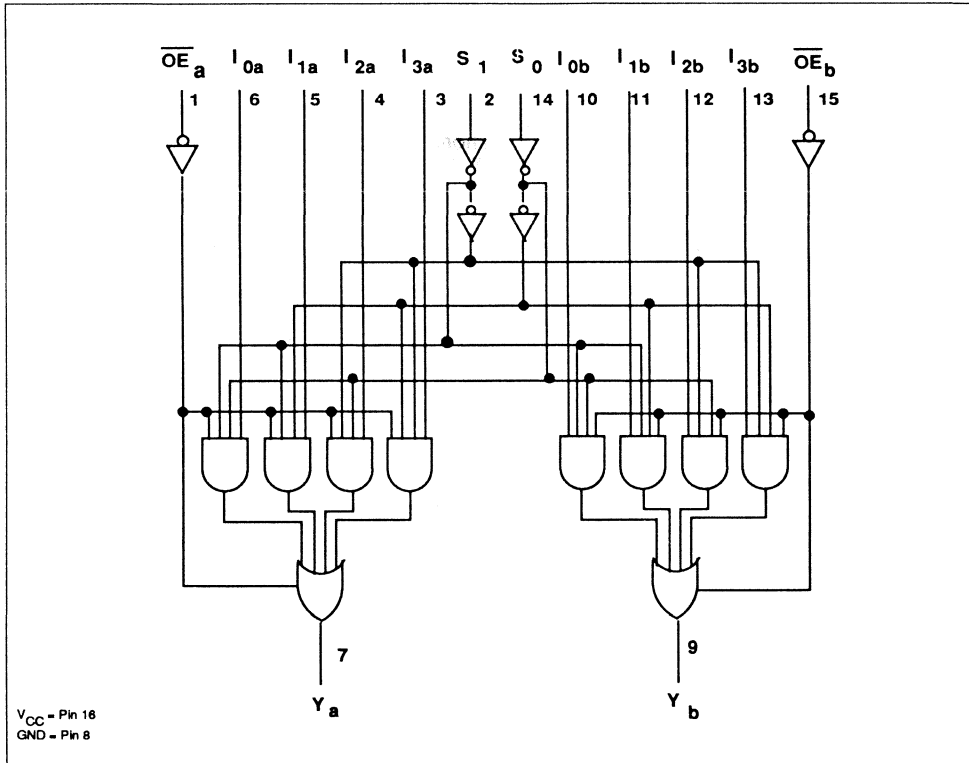 OE a I 0a I 1a I 2a I 3a S 1 S 0 I 0b I 1b I 2b I 3b OE b
1 6 5 4 3 2 14 10 11 12 13 15
7 9
Y a Y b
VCC = Pin 16
GND = Pin 8